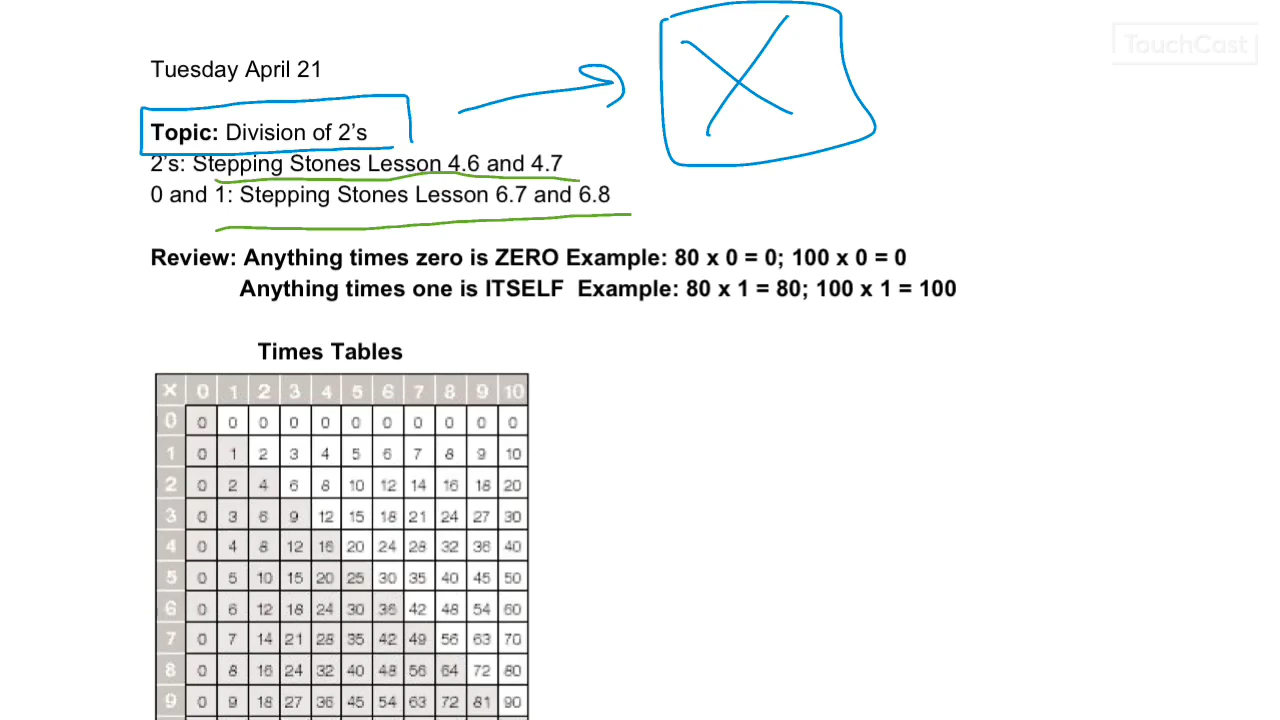 TouchCast
Tuesday April 21
X
Topic: Division of 2’s
2’s: Stepping Stones Lesson 4.6 and 4.7
0 and 1: Stepping Stones Lesson 6.7 and 6.8
Review: Anything times zero is ZERO Example: 80 x 0 = 0; 100 x 0 = 0
Anything times one is ITSELF Example: 80 x 1 = 80; 100 x 1 = 100
Times Tables
X 0 1 2 3 4 5 6 7 8 9 10
0 0 0 0 0 0 0 0 0 0 0 0
1 0 1 2 3 4 5 6 7 8 9 10
2 0 2 4 6 8 10 12 14 16 18 20
3 0 3 6 9 12 15 18 21 24 27 30
4 0 4 8 12 16 20 24 28 32 36 40
5 0 5 10 15 20 25 30 35 40 45 50
6 0 6 12 18 24 30 36 42 48 54 60
7 0 7 14 21 28 35 42 49 56 63 70
8 0 8 16 24 32 40 48 56 64 72 80
9 0 9 18 27 36 45 54 63 72 81 90